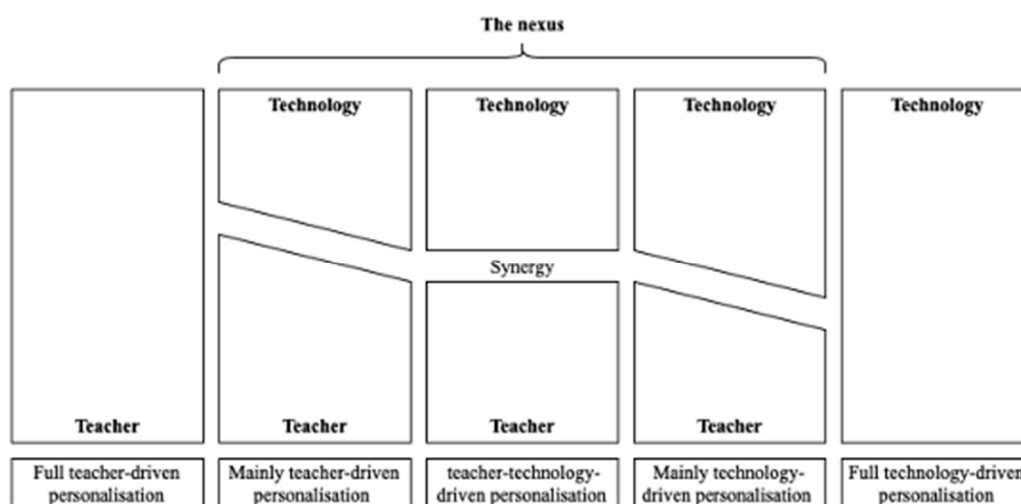 The nexus
Technology
Technology
Technology
Technology
Synergy
Teacher
Teacher
Teacher
Teacher
Full teacher-driven
personalisation
Mainly teacher-driven
personalisation
teacher-technology-
driven personalisation
Mainly technology-
driven personalisation
Full technology-driven
personalisation